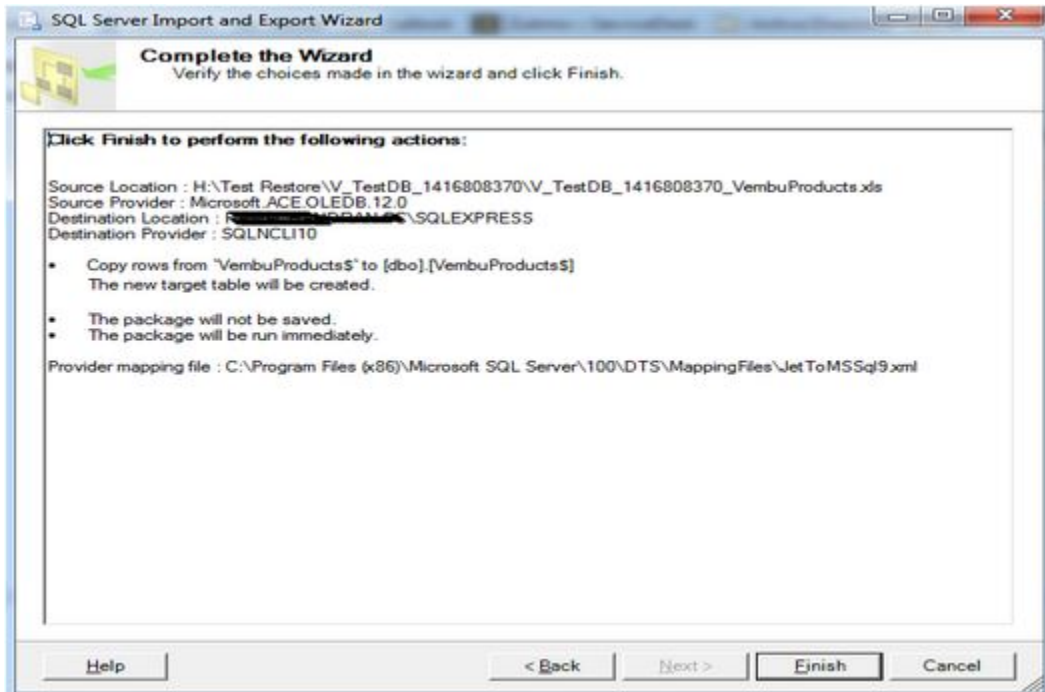 SQL Server Import and Export Wizard
Complete the Wizard
Verify the choices made in the wizard and click Finish.
Click Finish to perform the following actions:
Source Location : H:\Test Restore\V_TestDB_1416808370\V_TestDB_1416808370_VembuProducts.xls
Source Provider : Microsoft.ACE.OLEDB.12.0
Destination Location : \SQLEXPRESS
Destination Provider : SQLNCLI10
• Copy rows from `VembuProducts$` to [dbo].[VembuProducts$]
The new target table will be created.
• The package will not be saved.
• The package will be run immediately.
Provider mapping file : C:\Program Files (x86)\Microsoft SQL Server\100\DTS\MappingFiles\JetToMSSql9.xml
Help < Back Next > Finish Cancel